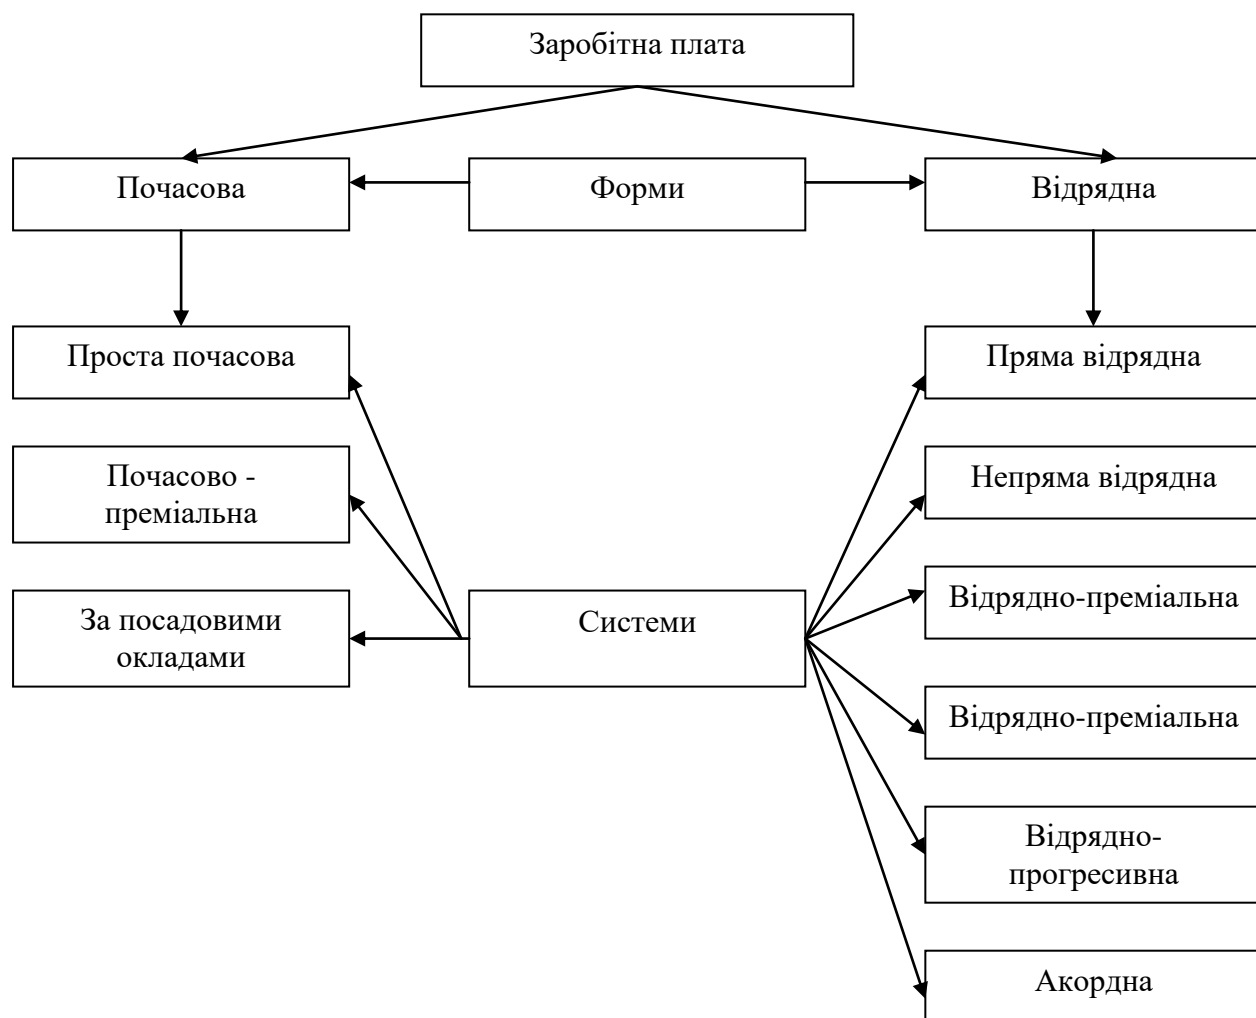 Заробітна плата
Почасова
Форми
Відрядна
Проста почасова
Пряма відрядна
Почасово -
преміальна
Непряма відрядна
За посадовими
окладами
Системи
Відрядно-преміальна
Відрядно-преміальна
Відрядно-
прогресивна
Акордна